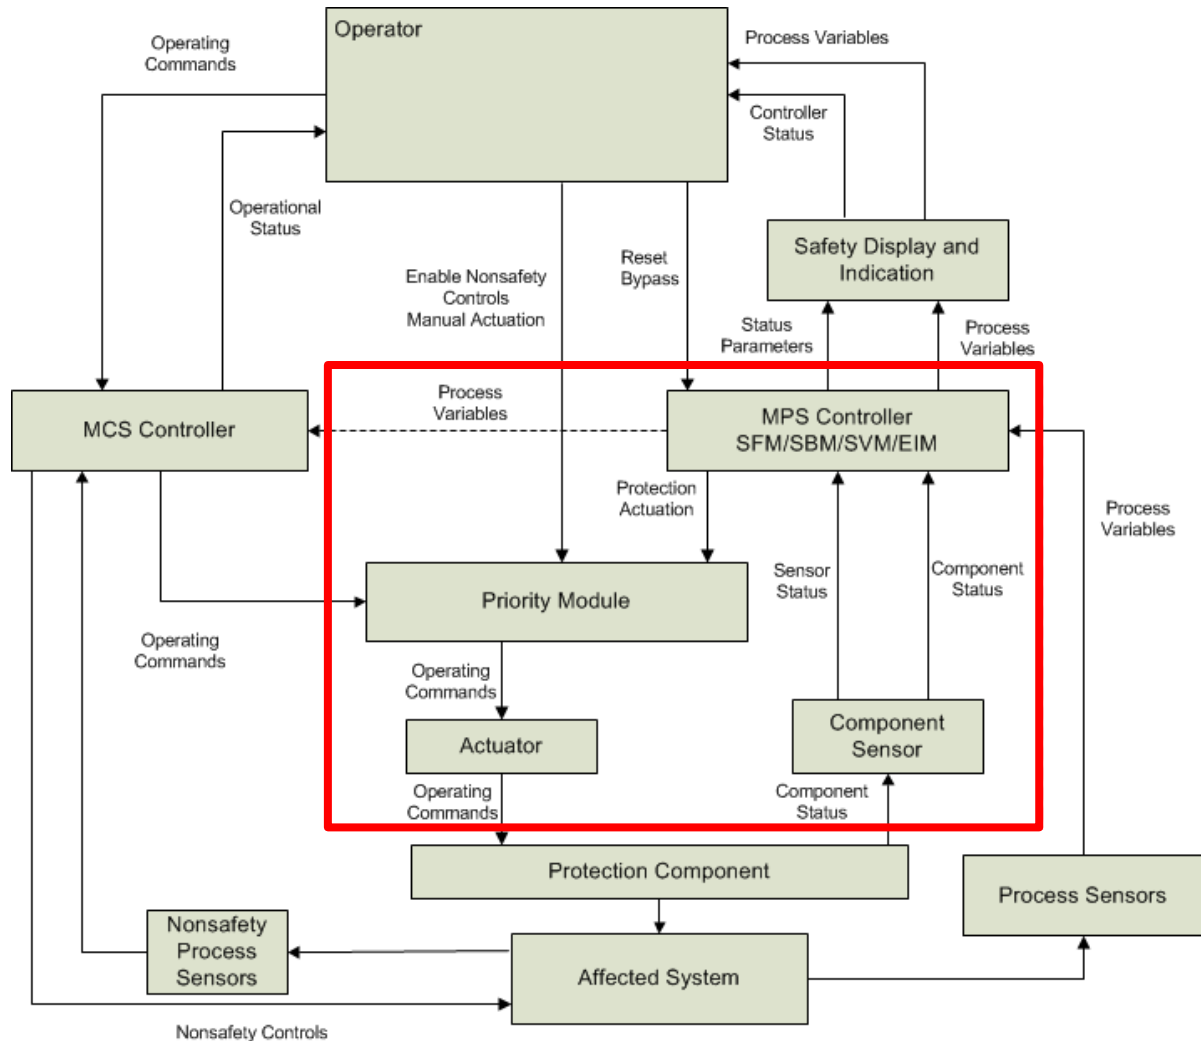 Operator
Operating
Commands
Process Variables
Controller
Status
Operational
Status
Safety Display and
Indication
Reset
Bypass
Enable Nonsafety
Controls
Manual Actuation
Status
Parameters
Process
Variables
Process
Variables
MCS Controller
MPS Controller
SFM/SBM/SVM/EIM
Protection
Actuation
Process
Variables
Sensor
Status
Component
Status
Priority Module
Operating
Commands
Operating
Commands
Component
Sensor
Actuator
Operating
Commands
Component
Status
Protection Component
Process Sensors
Nonsafety
Process
Sensors
Affected System
Nonsafety Controls